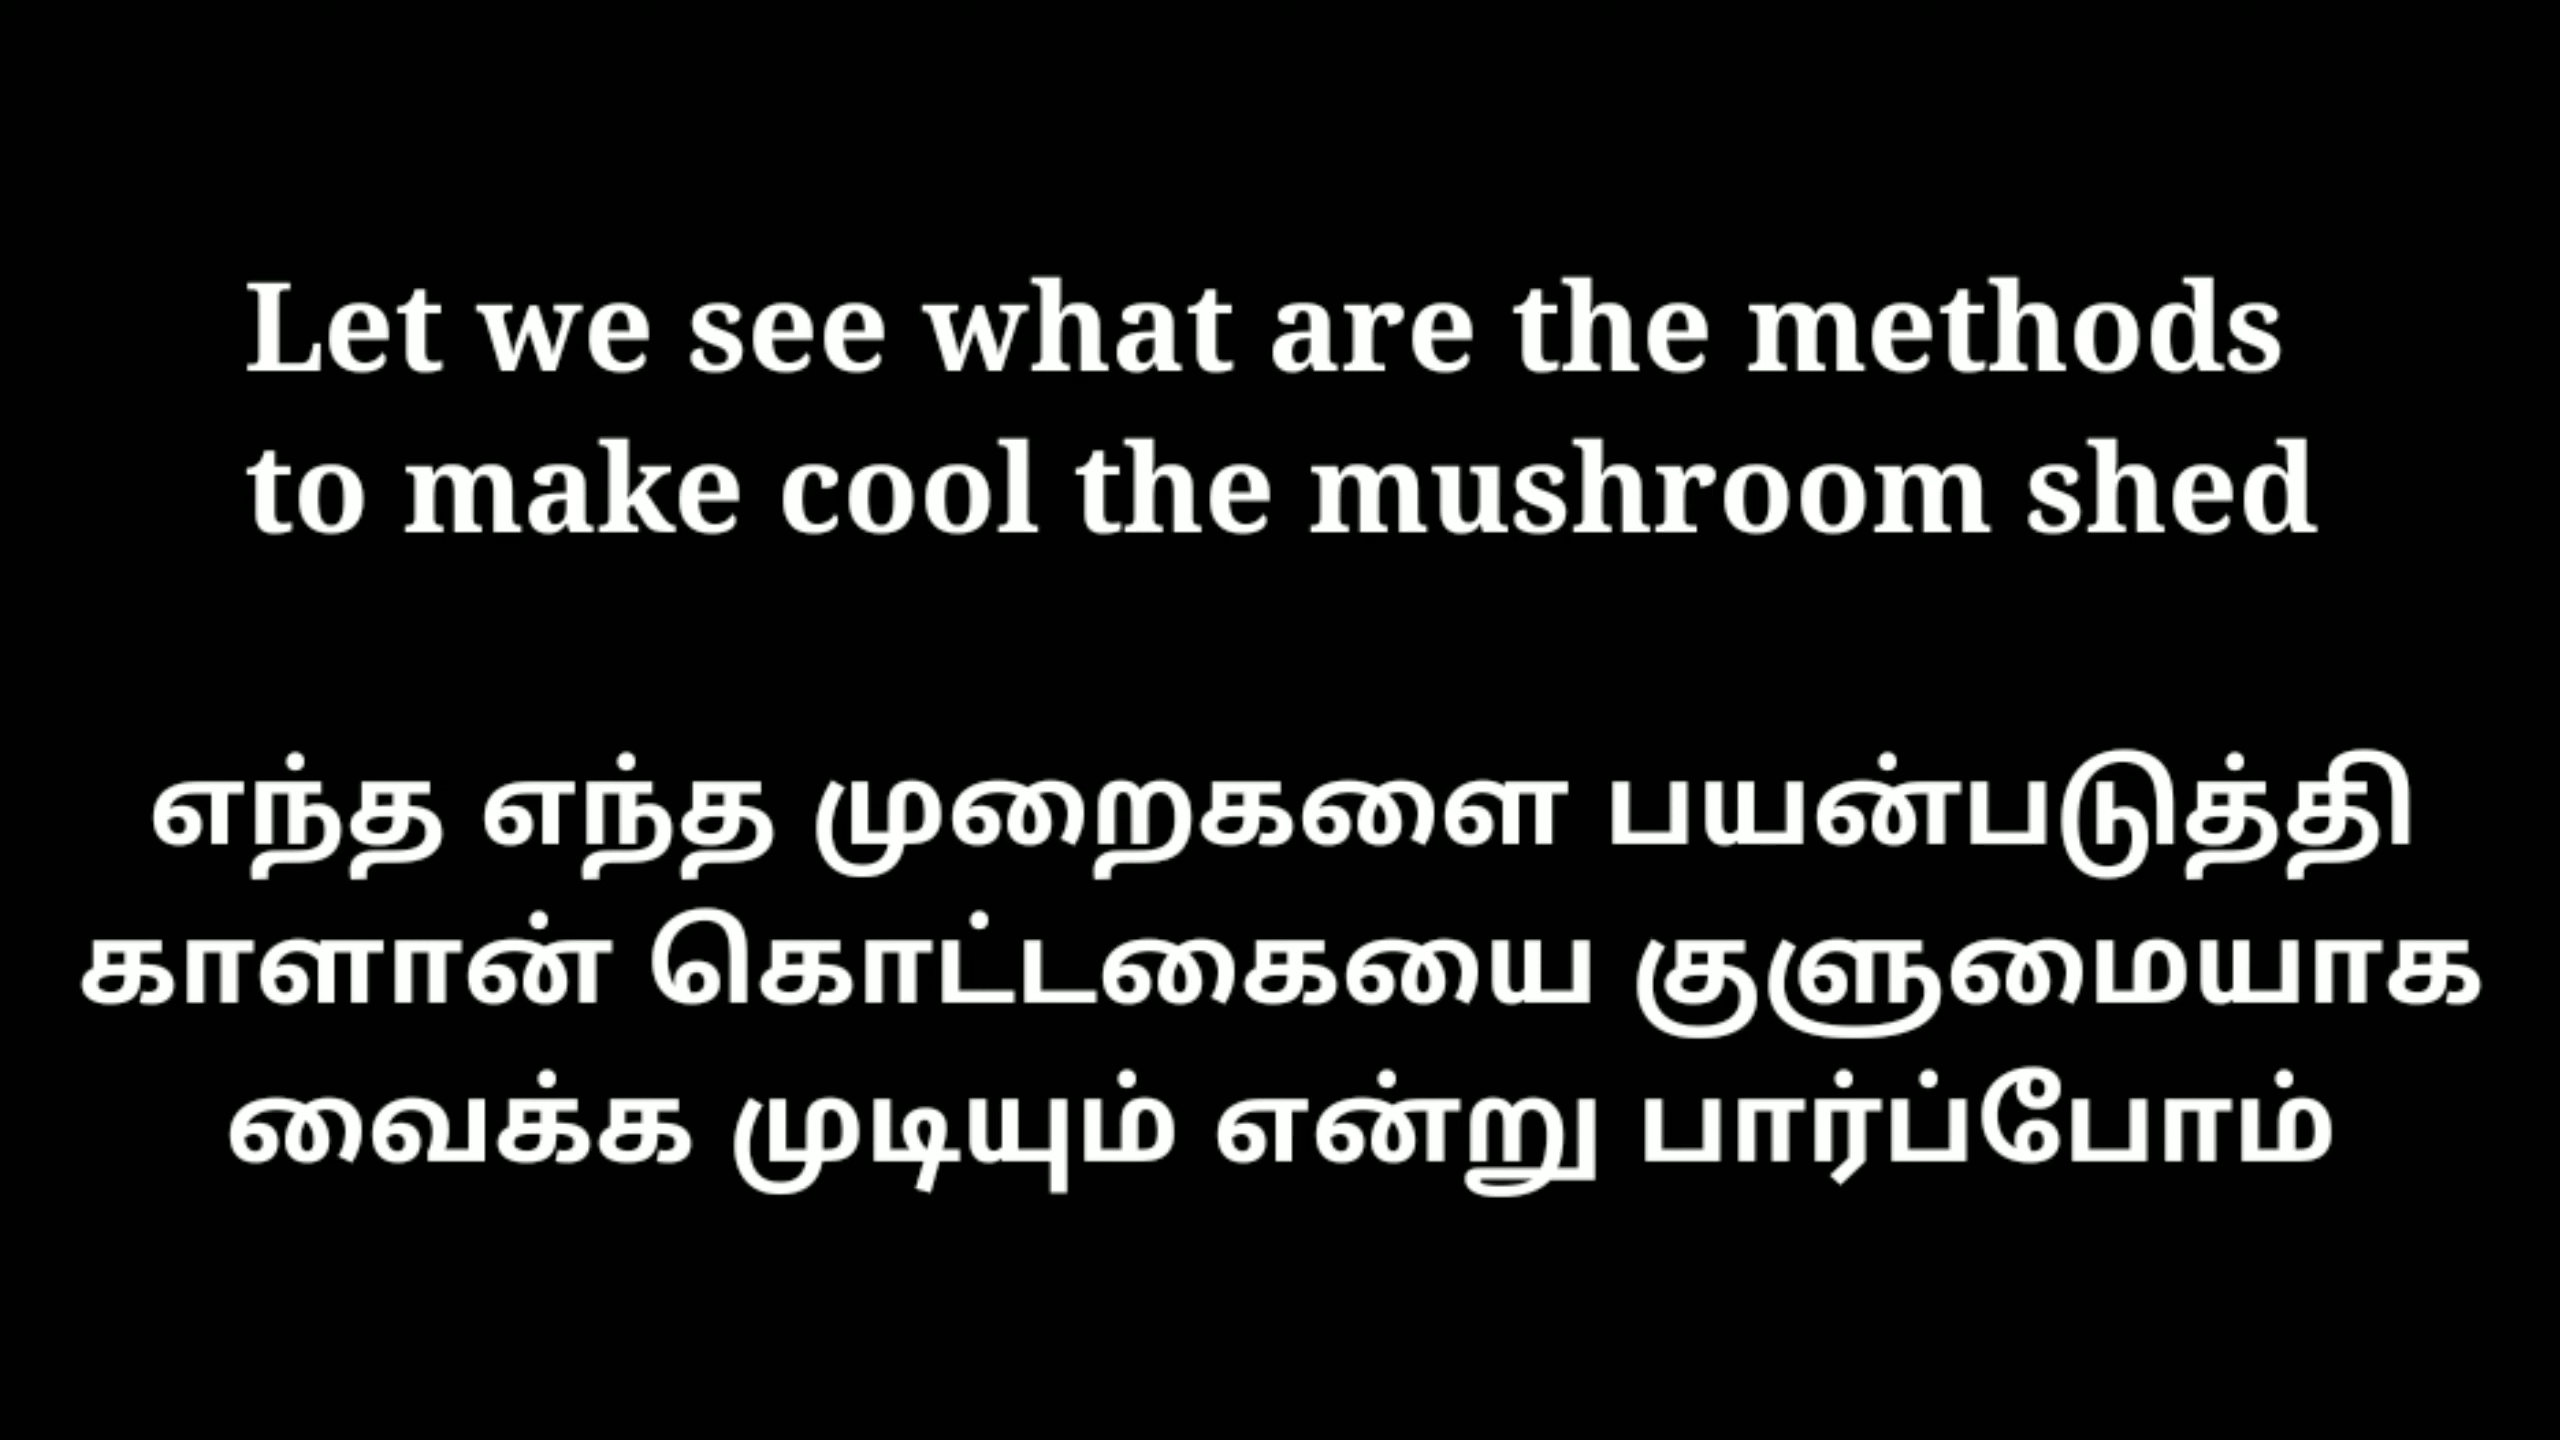 Let we see what are the methods
to make cool the mushroom shed
எந்த எந்த முறைகளை பயன்படுத்தி
காளான் கொட்டகையை குளுமையாக
வைக்க முடியும் என்று பார்ப்போம்